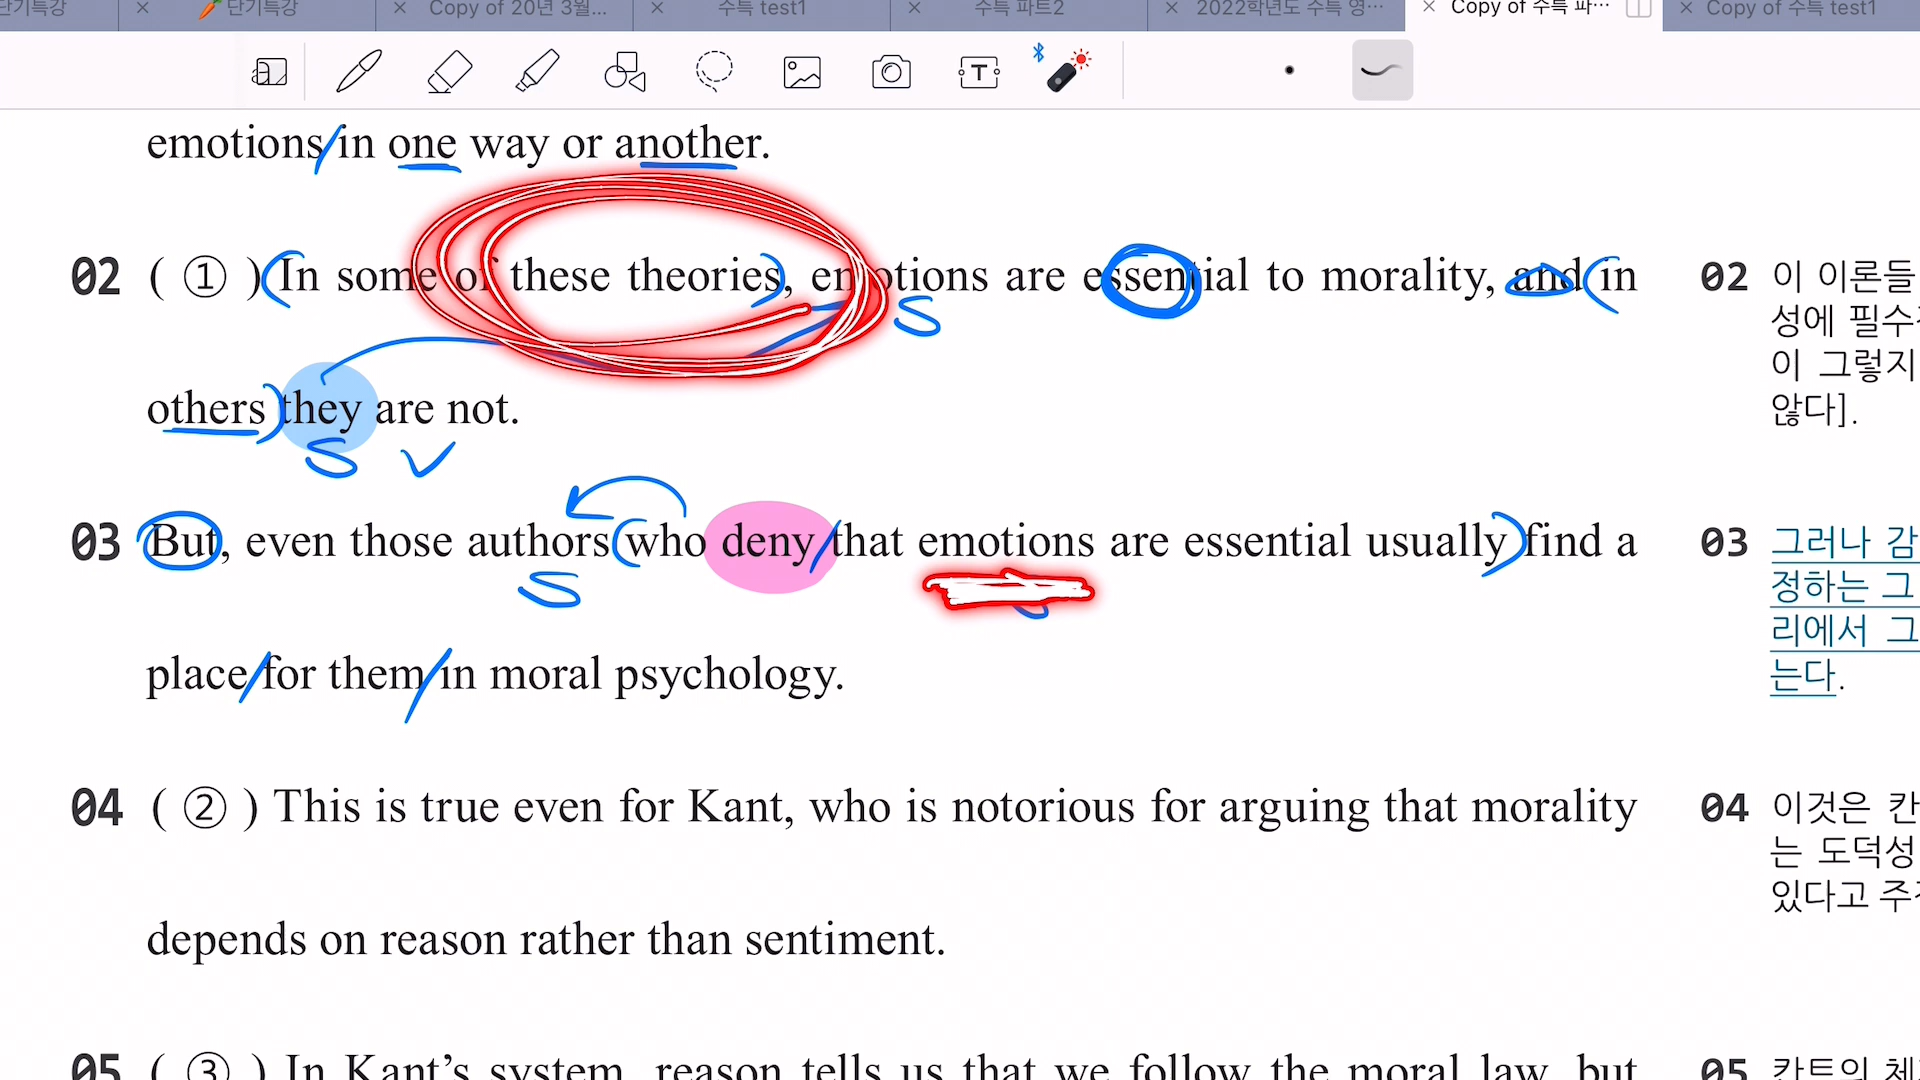 단기특강
× 🥕단기특강
× Copy of 20년 3월...
× 수특 test1
× 수특 파트2
× 2022학년도 수특 영...
× Copy of 수특 파...
× Copy of 수특 test1
T
emotions/in one way or another.
02 ( ① ) (In some of these theories), emotions are essential to morality, and (in
S
others) they are not.
S V
03 But, even those authors (who deny/that emotions are essential usually) find a
S
place/for them/in moral psychology.
04 ( ② ) This is true even for Kant, who is notorious for arguing that morality
depends on reason rather than sentiment.
05 ( ③ ) In Kant's system, reason tells us that we follow the moral law, but
02 이 이론들
성에 필수
이 그렇지
않다].
03 그러나 감
정하는 그
리에서 그
는다.
04 이것은 칸
는 도덕성
있다고 주
05 칸트의 체